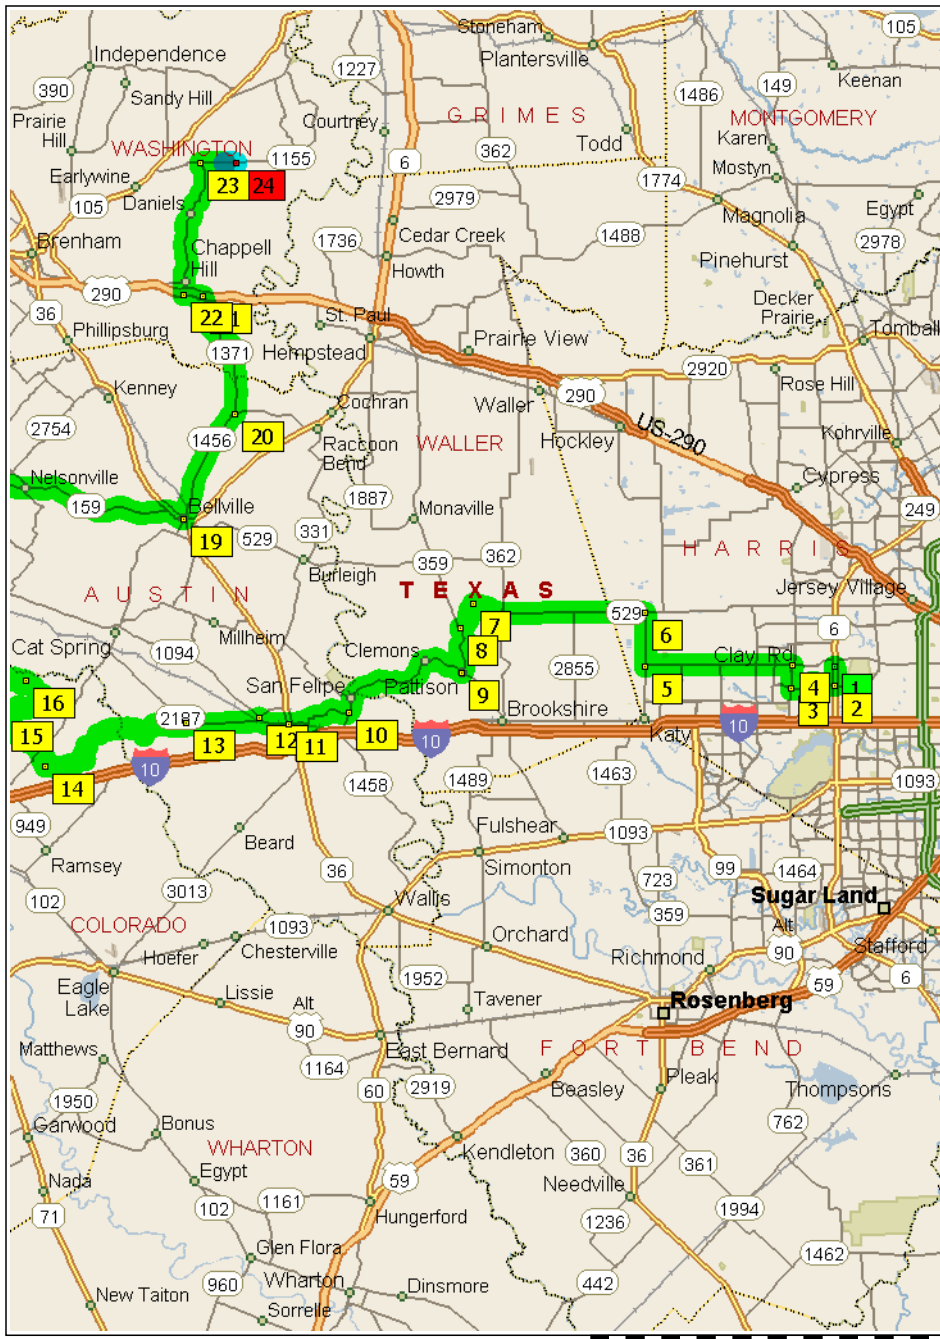 Stoneham
105
Independence
Plantersville
1227
390
Sandy Hill
149
Keenan
1486
Prairie
Hill
Courtney
GRIMES
MONTGOMERY
Karen
WASHINGTON
1155
6
362
Todd
Earlywine
23
24
Mostyn
1774
105
Daniels
2979
Magnolia
Egypt
Brenham
Chappell
Hill
1736
Cedar Creek
1488
2978
Howth
Pinehurst
290
Decker
Prairie
36
22
1
St. Paul
Phillipsburg
Tomball
1371
Hempstead
Prairie View
2920
Rose Hill
Kenney
290
Waller
Cochran
2754
1456
20
Raccoon
Bend
WALLER
Hockley
US-290
Kohrville
Nelsonville
Cypress
159
Bellville
1887
Monaville
249
19
529
331
362
HARRIS
359
Burleigh
AUSTIN
TEXAS
Jersey Village
529
7
6
6
Millheim
Cat Spring
8
1094
Clemons
2855
Clay Rd
San Felipe
Pattison
9
5
4
1
16
3
2
2187
Brookshire
15
13
12
11
10
10
Katy
10
10
14
1458
1489
1463
1093
949
Beard
Fulshear
1093
Ramsey
36
Simonton
99
1464
3013
723
102
Wallis
Sugar Land
COLORADO
1093
359
Alt
90
Hoefer
Chesterville
Orchard
Stafford
Richmond
Eagle
Lake
1952
59
6
Lissie
Alt
90
Tavener
Rosenberg
Matthews
East Bernard
FORT BEND
1164
2919
Pleak
60
Beasley
Thompsons
1950
Garwood
Bonus
762
WHARTON
Kendleton
Egypt
59
360
36
361
Nada
Needville
102
1161
71
Hungerford
1236
1994
Glen Flora
1462
960
Wharton
Dinsmore
442
New Taiton
Sorrelle